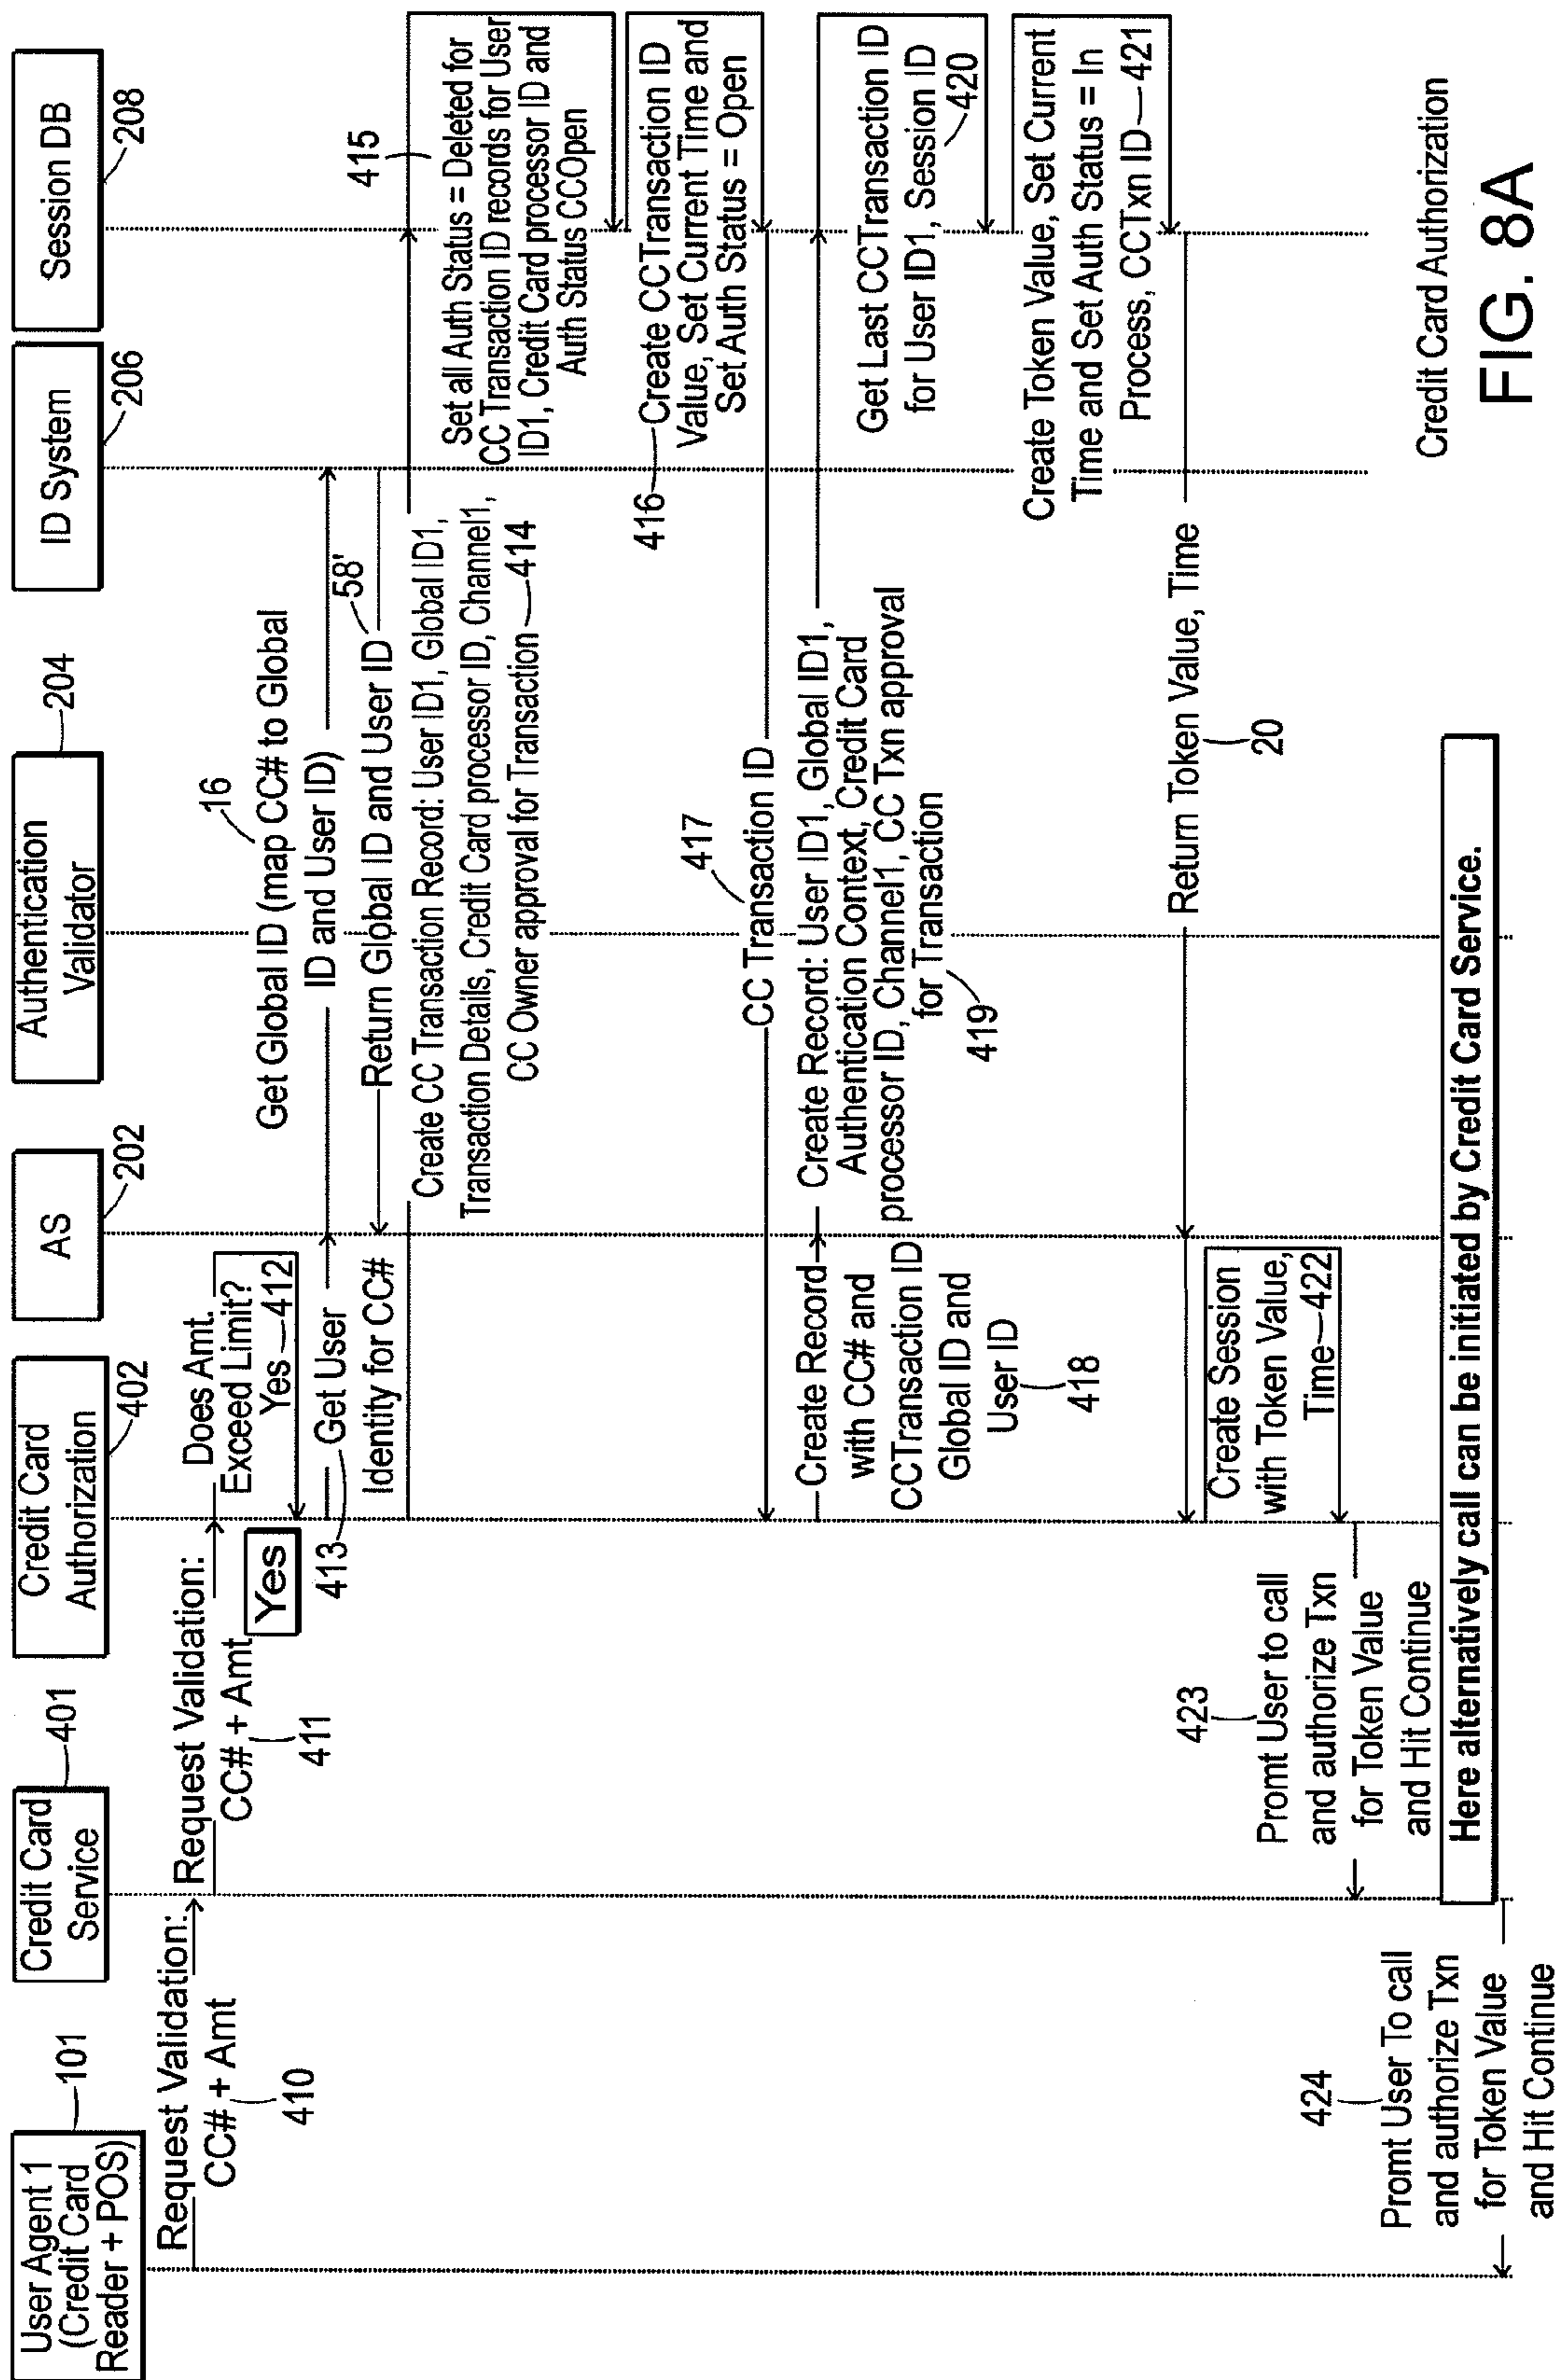 User Agent 1
(Credit Card
Reader + POS)
101
Credit Card
Service
401
Credit Card
Authorization
402
AS
202
Authentication
Validator
204
ID System
206
Session DB
208
Request Validation:
CC# + Amt
410
Request Validation:
CC# + Amt
411
Does Amt.
Exceed Limit?
Yes 412
Yes
413
Get User
Identity for CC#
16
Get Global ID (map CC# to Global
ID and User ID)
Return Global ID and User ID
58'
Create CC Transaction Record: User ID1, Global ID1,
Transaction Details, Credit Card processor ID, Channel1,
CC Owner approval for Transaction 414
415
Set all Auth Status = Deleted for
CC Transaction ID records for User
ID1, Credit Card processor ID and
Auth Status CCOpen
416 Create CCTransaction ID
Value, Set Current Time and
Set Auth Status = Open
417
CC Transaction ID
Create Record
with CC# and
CCTransaction ID
Global ID and
User ID
418
Create Record: User ID1, Global ID1,
Authentication Context, Credit Card
processor ID, Channel1, CC Txn approval
for Transaction
419
Get Last CCTransaction ID
for User ID1, Session ID
420
Create Token Value, Set Current
Time and Set Auth Status = In
Process, CCTxn ID 421
Return Token Value, Time
20
Create Session
with Token Value,
Time 422
423
Promt User to call
and authorize Txn
for Token Value
and Hit Continue
Here alternatively call can be initiated by Credit Card Service.
424
Promt User To call
and authorize Txn
for Token Value
and Hit Continue
Credit Card Authorization
FIG. 8A